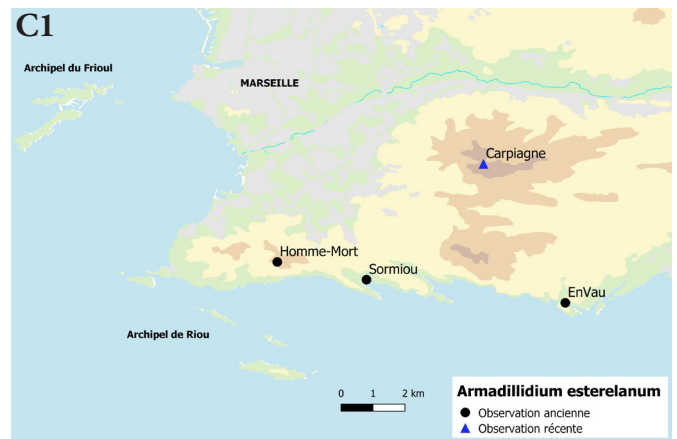 C1
Archipel du Frioul
MARSEILLE
Carpiagne
Homme-Mort
Sormiou
EnVau
Archipel de Riou
0 1 2 km
Armadillidium esterelanum
Observation ancienne
Observation récente